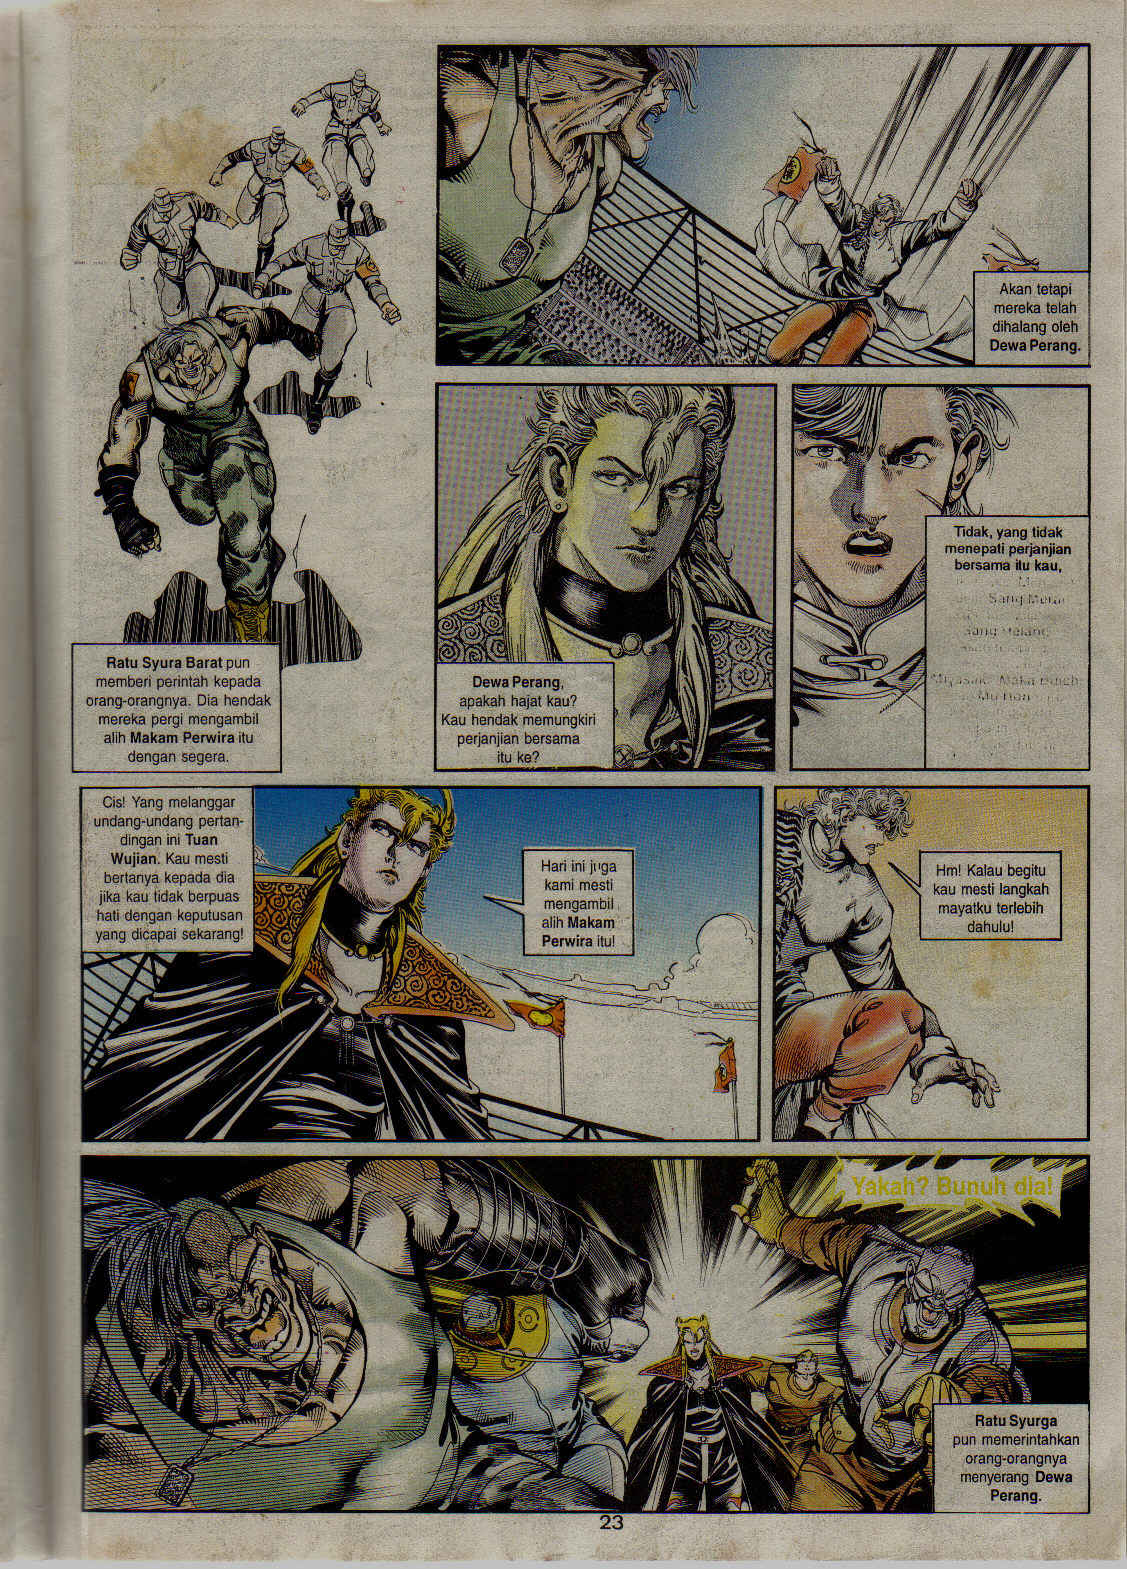 Akan tetapi
mereka telah
dihalang oleh
Dewa Perang.
Ratu Syura Barat pun
memberi perintah kepada
orang-orangnya. Dia hendak
mereka pergi mengambil
alih Makam Perwira itu
dengan segera.
Dewa Perang,
apakah hajat kau?
Kau hendak memungkiri
perjanjian bersama
itu ke?
Tidak, yang tidak
menepati perjanjian
bersama itu kau,
Sang
Sang
Cis! Yang melanggar
undang-undang pertan-
dingan ini Tuan
Wujian. Kau mesti
bertanya kepada dia
jika kau tidak berpuas
hati dengan keputusan
yang dicapai sekarang!
Hari ini juga
kami mesti
mengambil
alih Makam
Perwira itu!
Hm! Kalau begitu
kau mesti langkah
mayatku terlebih
dahulu!
Yakah? Bunuh dia!
Ratu Syurga
pun memerintahkan
orang-orangnya
menyerang Dewa
Perang.
23